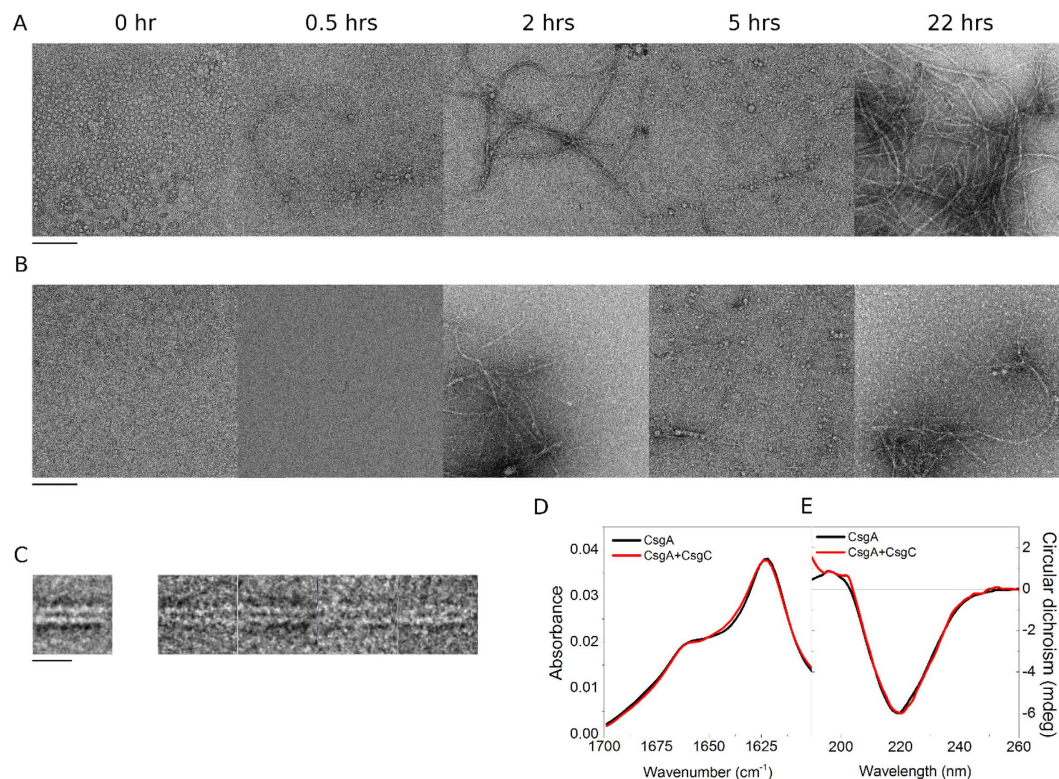 A
0 hr 0.5 hrs 2 hrs 5 hrs 22 hrs
B
C
D
CsgA
CsgA+CsgC
0.04
0.03
0.02
0.01
0.00
Absorbance
1700 1675 1650 1625
Wavenumber (cm⁻¹)
E
CsgA
CsgA+CsgC
2
0
-2
-4
-6
Circular dichroism (mdeg)
200 220 240 260
Wavelength (nm)